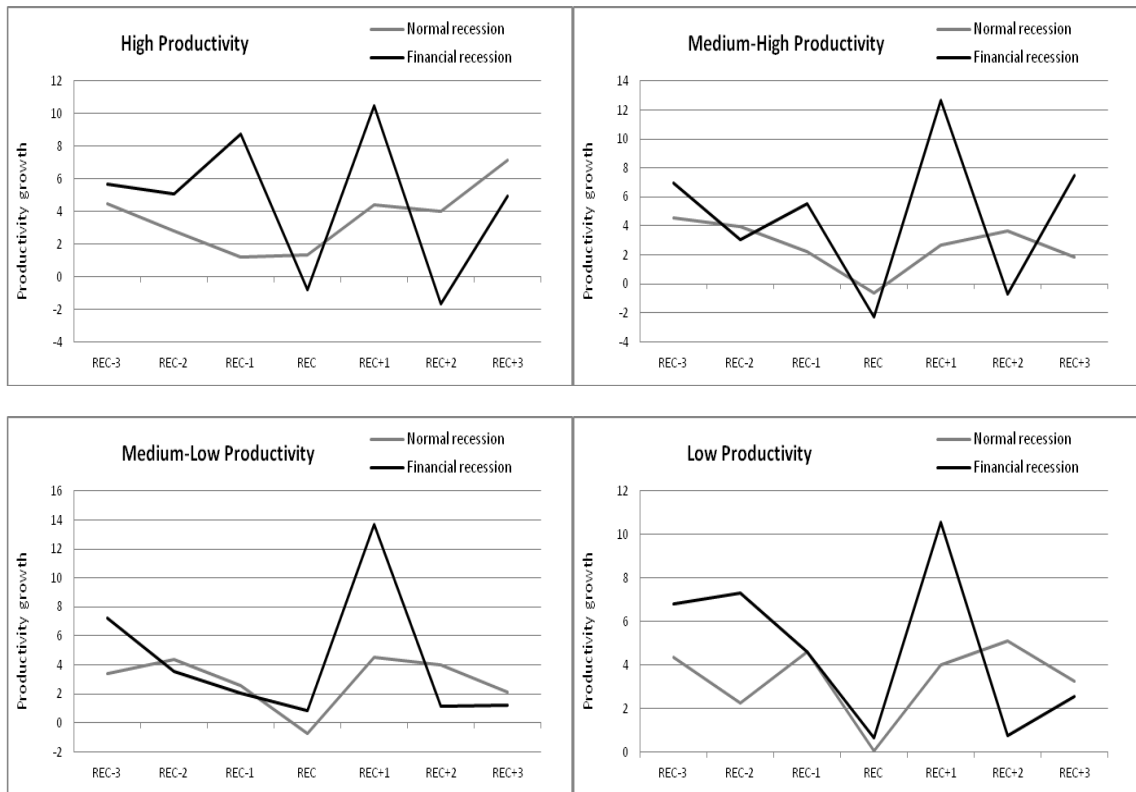 High Productivity
Normal recession
Financial recession
Productivity growth
12
10
8
6
4
2
0
-2
-4
REC-3 REC-2 REC-1 REC REC+1 REC+2 REC+3
Medium-High Productivity
Normal recession
Financial recession
Productivity growth
14
12
10
8
6
4
2
0
-2
-4
REC-3 REC-2 REC-1 REC REC+1 REC+2 REC+3
Medium-Low Productivity
Normal recession
Financial recession
Productivity growth
16
14
12
10
8
6
4
2
0
-2
REC-3 REC-2 REC-1 REC REC+1 REC+2 REC+3
Low Productivity
Normal recession
Financial recession
Productivity growth
12
10
8
6
4
2
0
REC-3 REC-2 REC-1 REC REC+1 REC+2 REC+3